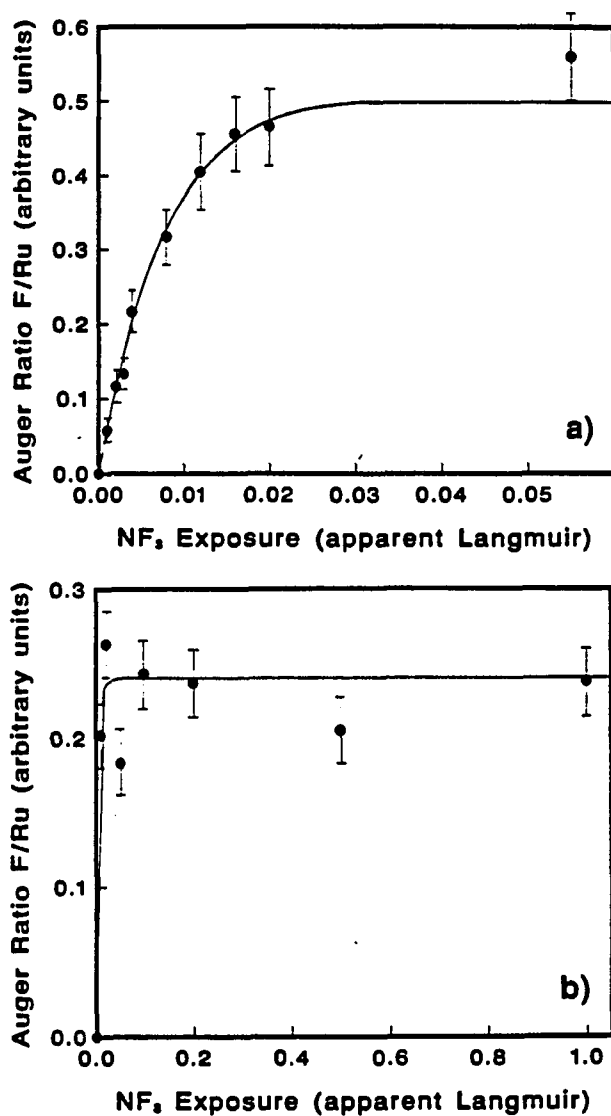 0.6
0.5
0.4
0.3
0.2
0.1
0.0
Auger Ratio F/Ru (arbitrary units)
a)
0.00 0.01 0.02 0.03 0.04 0.05
NF₃ Exposure (apparent Langmuir)
0.3
0.2
0.1
0.0
Auger Ratio F/Ru (arbitrary units)
b)
0.0 0.2 0.4 0.6 0.8 1.0
NF₃ Exposure (apparent Langmuir)